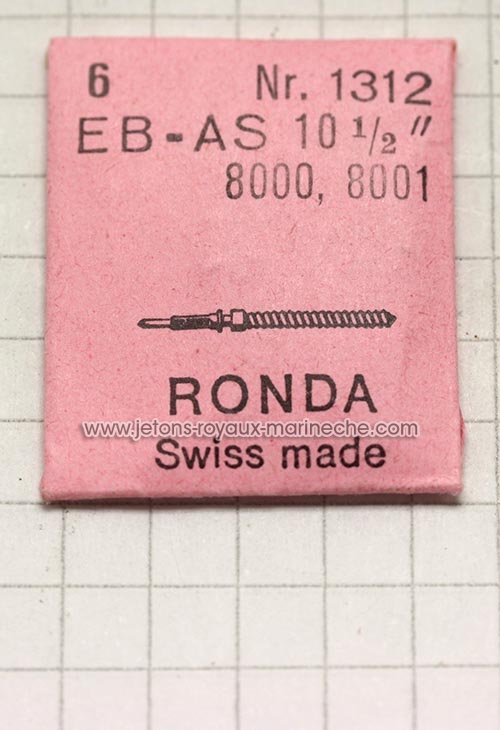 6 Nr. 1312
EB-AS 10 1/2"
8000, 8001
RONDA
www.jetons-royaux-marineche.com
Swiss made